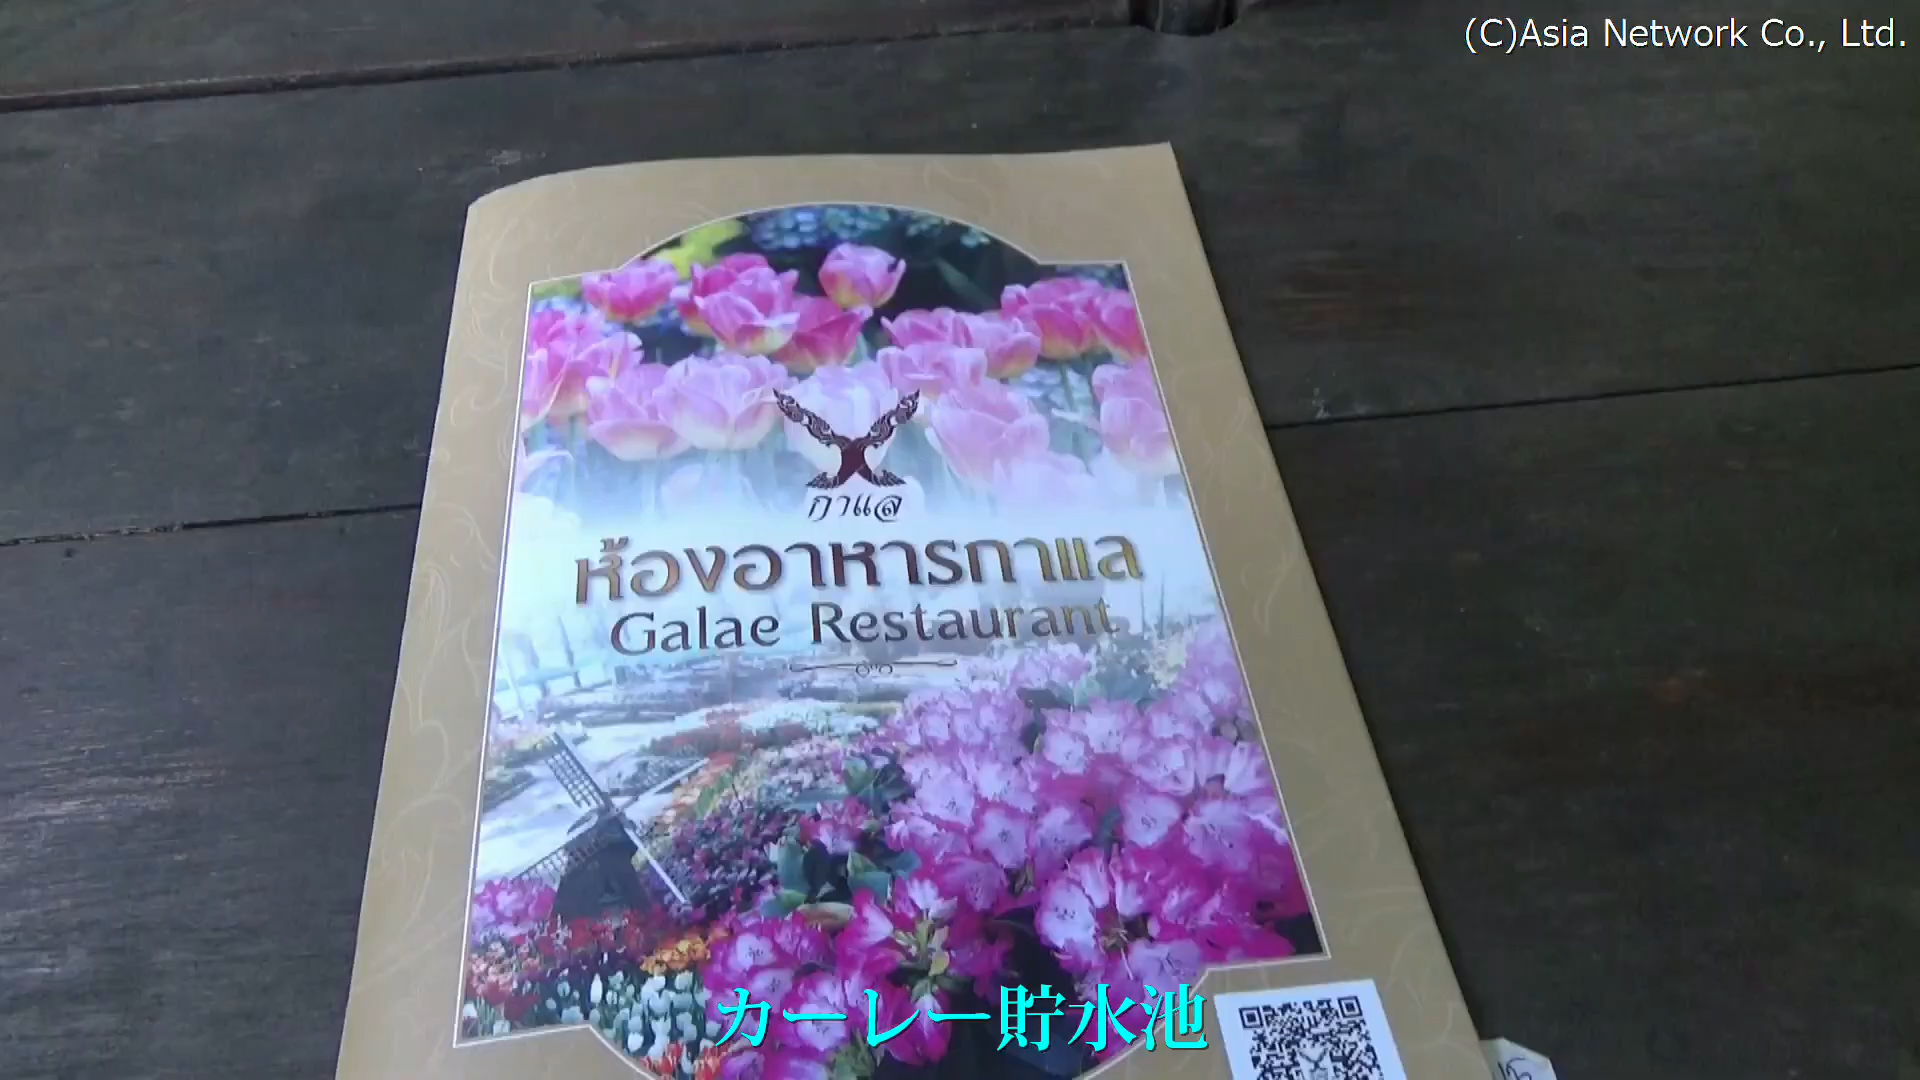 (C)Asia Network Co., Ltd.
กาแล
ห้องอาหารกาแล
Galae Restaurant
カーレー貯水池